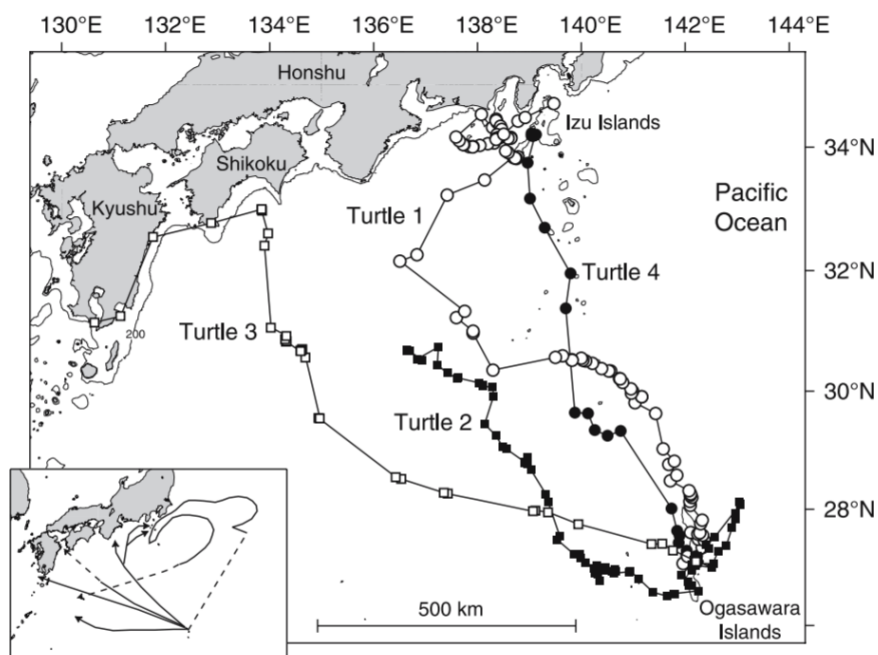 130°E 132°E 134°E 136°E 138°E 140°E 142°E 144°E
Honshu
Izu Islands
34°N
Shikoku
Kyushu
Pacific
Ocean
Turtle 1
32°N
Turtle 4
200
Turtle 3
30°N
Turtle 2
28°N
500 km
Ogasawara
Islands